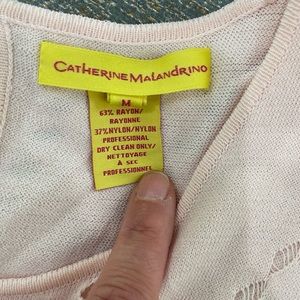 CATHERINE MALANDRINO
M
63% RAYON/
RAYONNE
37% NYLON/NYLON
PROFESSIONAL
DRY CLEAN ONLY/
NETTOYAGE
À SEC
PROFESSIONNEL